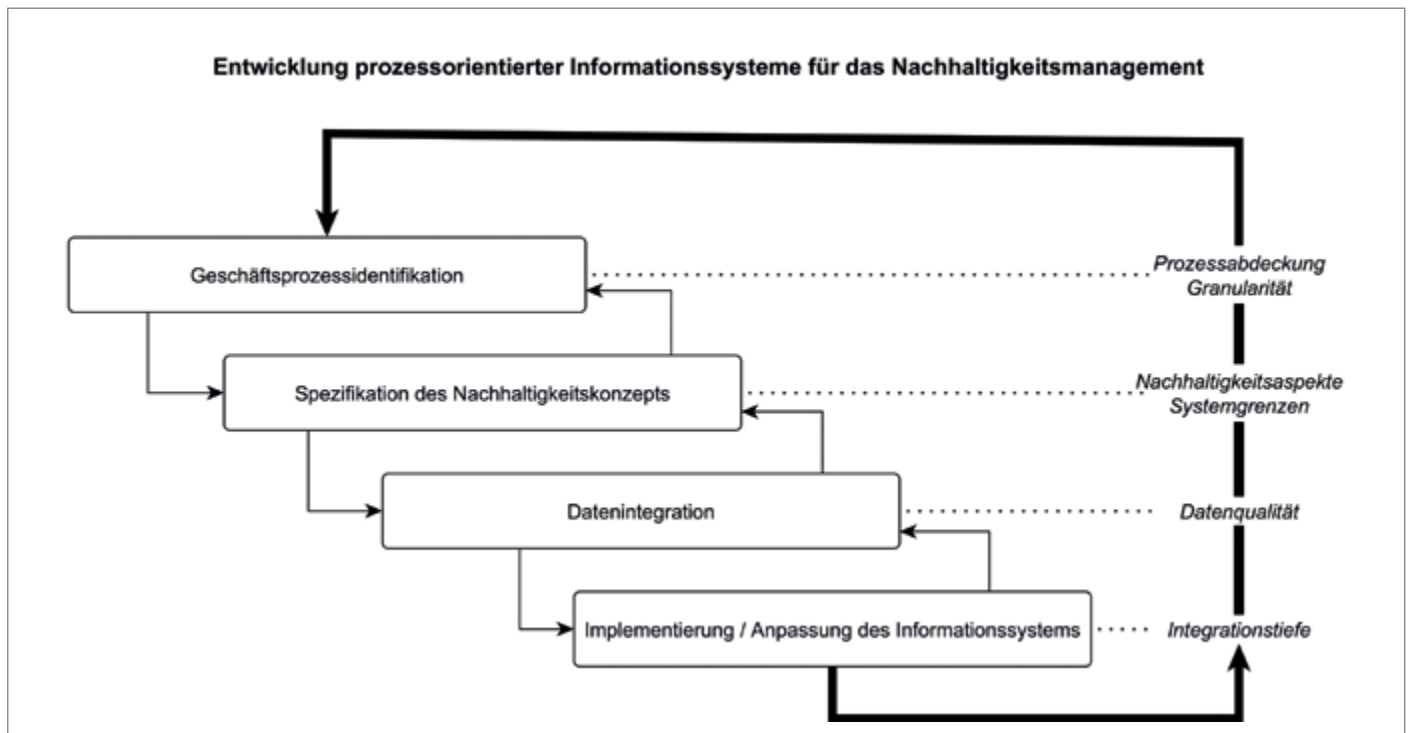 Entwicklung prozessorientierter Informationssysteme für das Nachhaltigkeitsmanagement
Geschäftsprozessidentifikation
Prozessabdeckung
Granularität
Spezifikation des Nachhaltigkeitskonzepts
Nachhaltigkeitsaspekte
Systemgrenzen
Datenintegration
Datenqualität
Implementierung / Anpassung des Informationssystems
Integrationstiefe